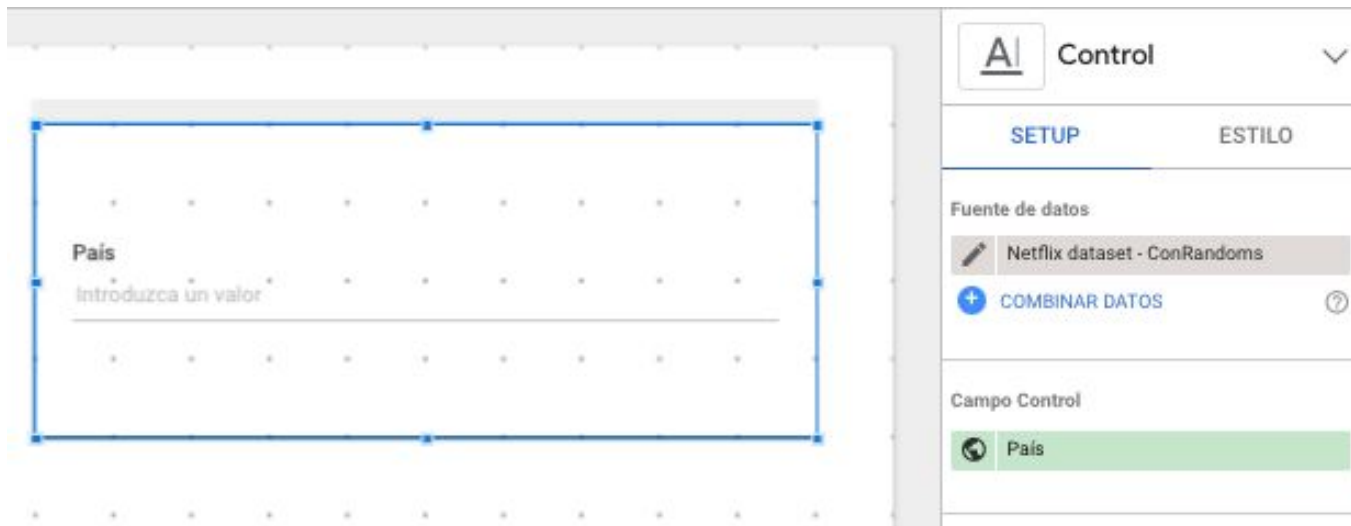 A Control
SETUP ESTILO
Fuente de datos
Netflix dataset - ConRandoms
+ COMBINAR DATOS ?
Campo Control
País
País
Introduzca un valor